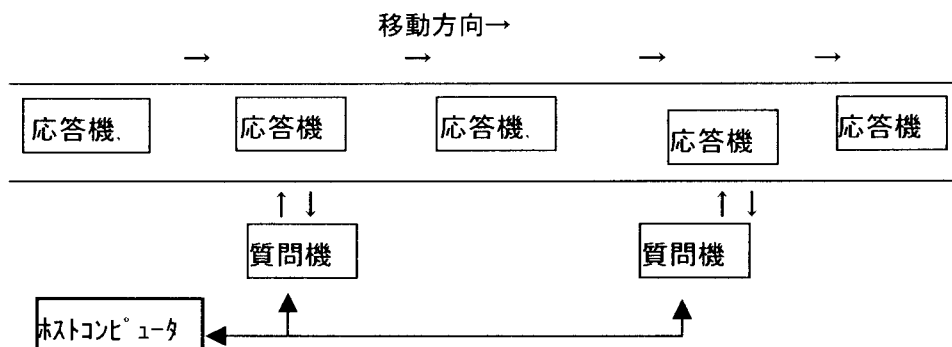 移動方向→
→ → → →
応答機. 応答機 応答機. 応答機 応答機
↑ ↓ ↑ ↓
質問機 質問機
ﾎｽﾄｺﾝﾋﾟｭｰﾀ